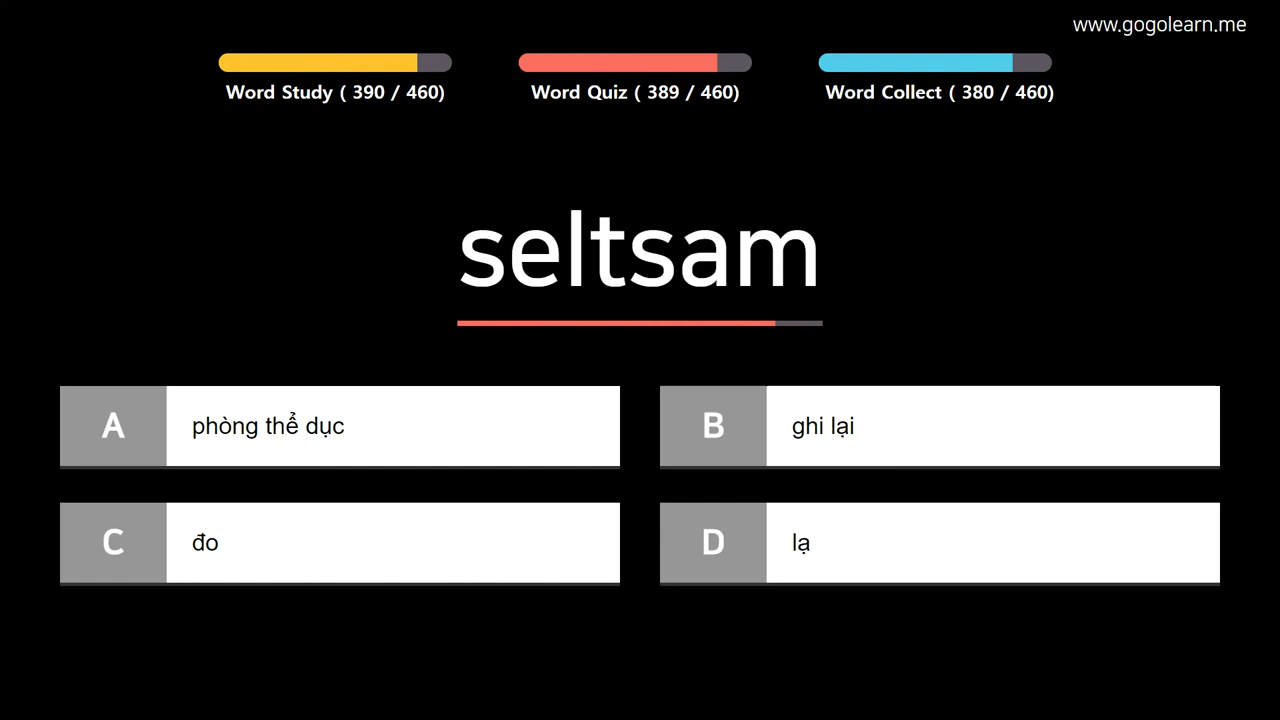 www.gogolearn.me
Word Study ( 390 / 460)
Word Quiz ( 389 / 460)
Word Collect ( 380 / 460)
seltsam
A phòng thể dục
B ghi lại
C đo
D lạ